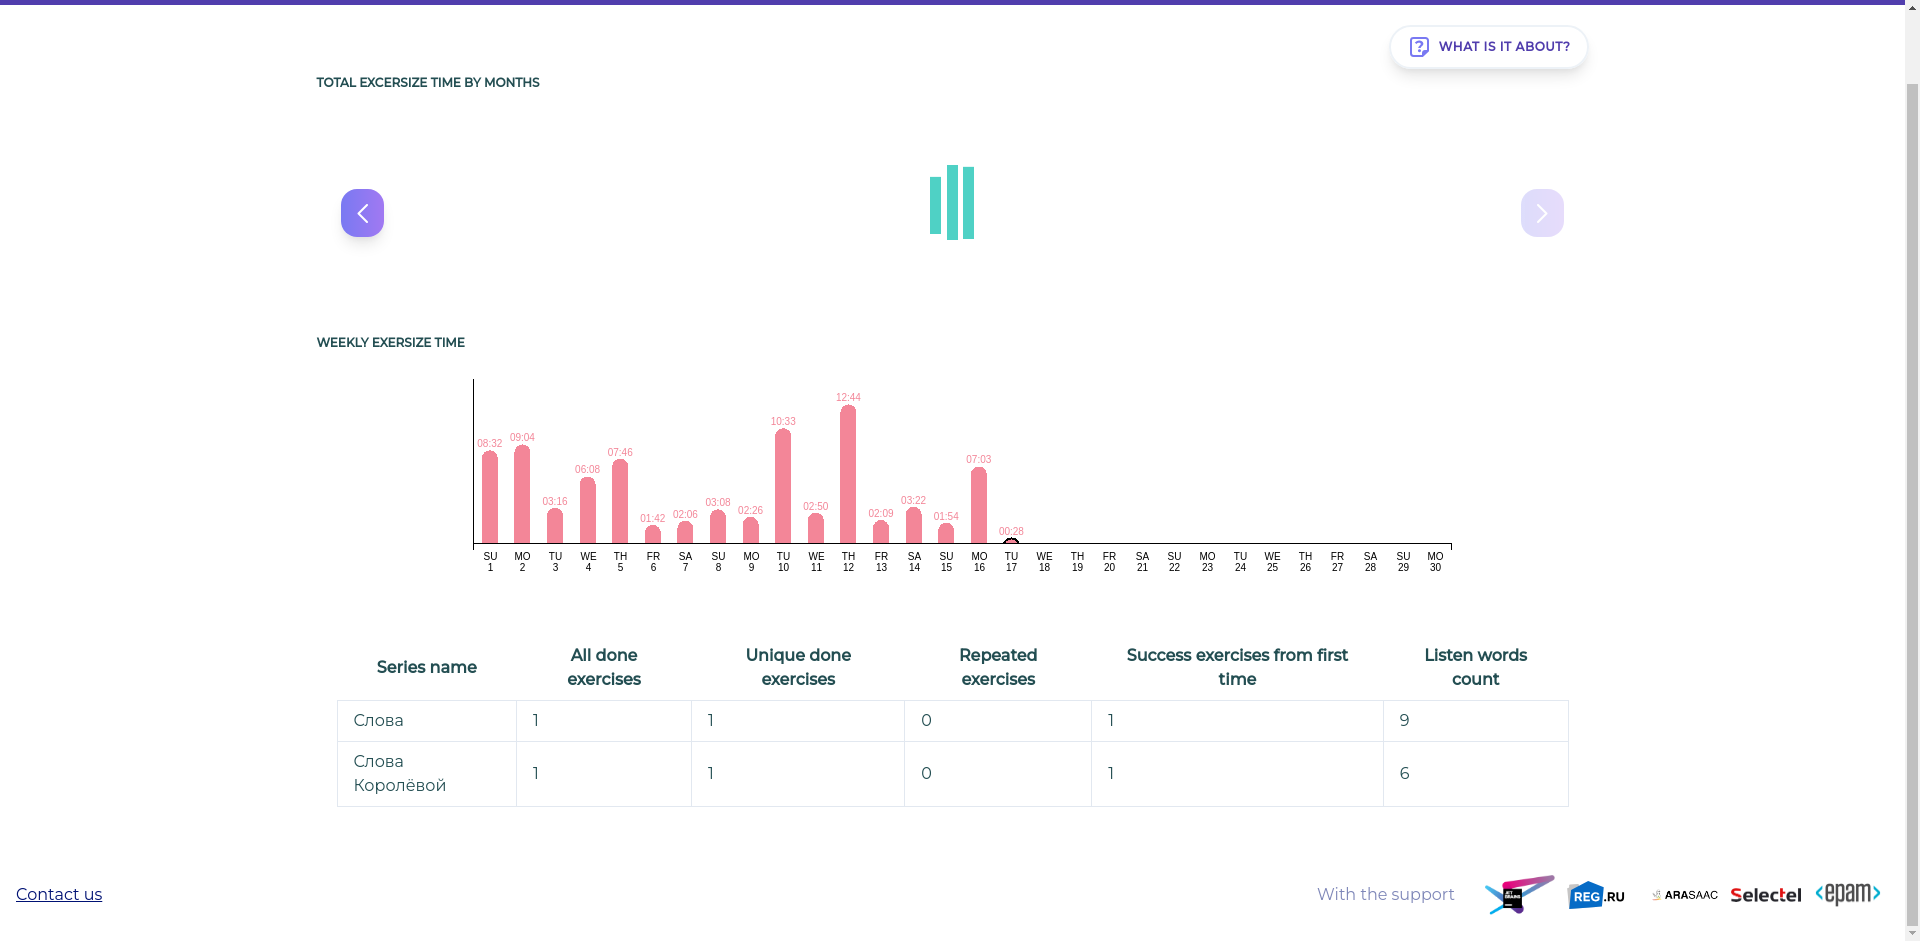 WHAT IS IT ABOUT?
TOTAL EXCERSIZE TIME BY MONTHS
WEEKLY EXERSIZE TIME
08:32 09:04 03:16 06:08 07:46 01:42 02:06 03:08 02:26 10:33 02:50 12:44 02:09 03:22 01:54 07:03 00:28
SU MO TU WE TH FR SA SU MO TU WE TH FR SA SU MO TU WE TH FR SA SU MO TU WE TH FR SA SU MO
1 2 3 4 5 6 7 8 9 10 11 12 13 14 15 16 17 18 19 20 21 22 23 24 25 26 27 28 29 30
Series name All done exercises Unique done exercises Repeated exercises Success exercises from first time Listen words count
Слова 1 1 0 1 9
Слова Королёвой 1 1 0 1 6
Contact us With the support JET BRAINS REG.RU ARASAAC Selectel <epam>